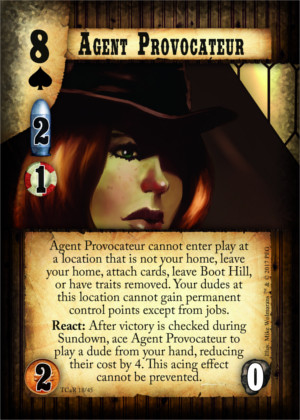 8
AGENT PROVOCATEUR
♠
2
1
Agent Provocateur cannot enter play at
a location that is not your home, leave
your home, attach cards, leave Boot Hill,
or have traits removed. Your dudes at
this location cannot gain permanent
control points except from jobs.
React: After victory is checked during
Sundown, ace Agent Provocateur to
play a dude from your hand, reducing
their cost by 4. This acing effect
cannot be prevented.
2
0